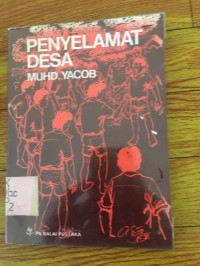 PENYELAMAT
DESA
MUHD. YACOB
PN BALAI PUSTAKA